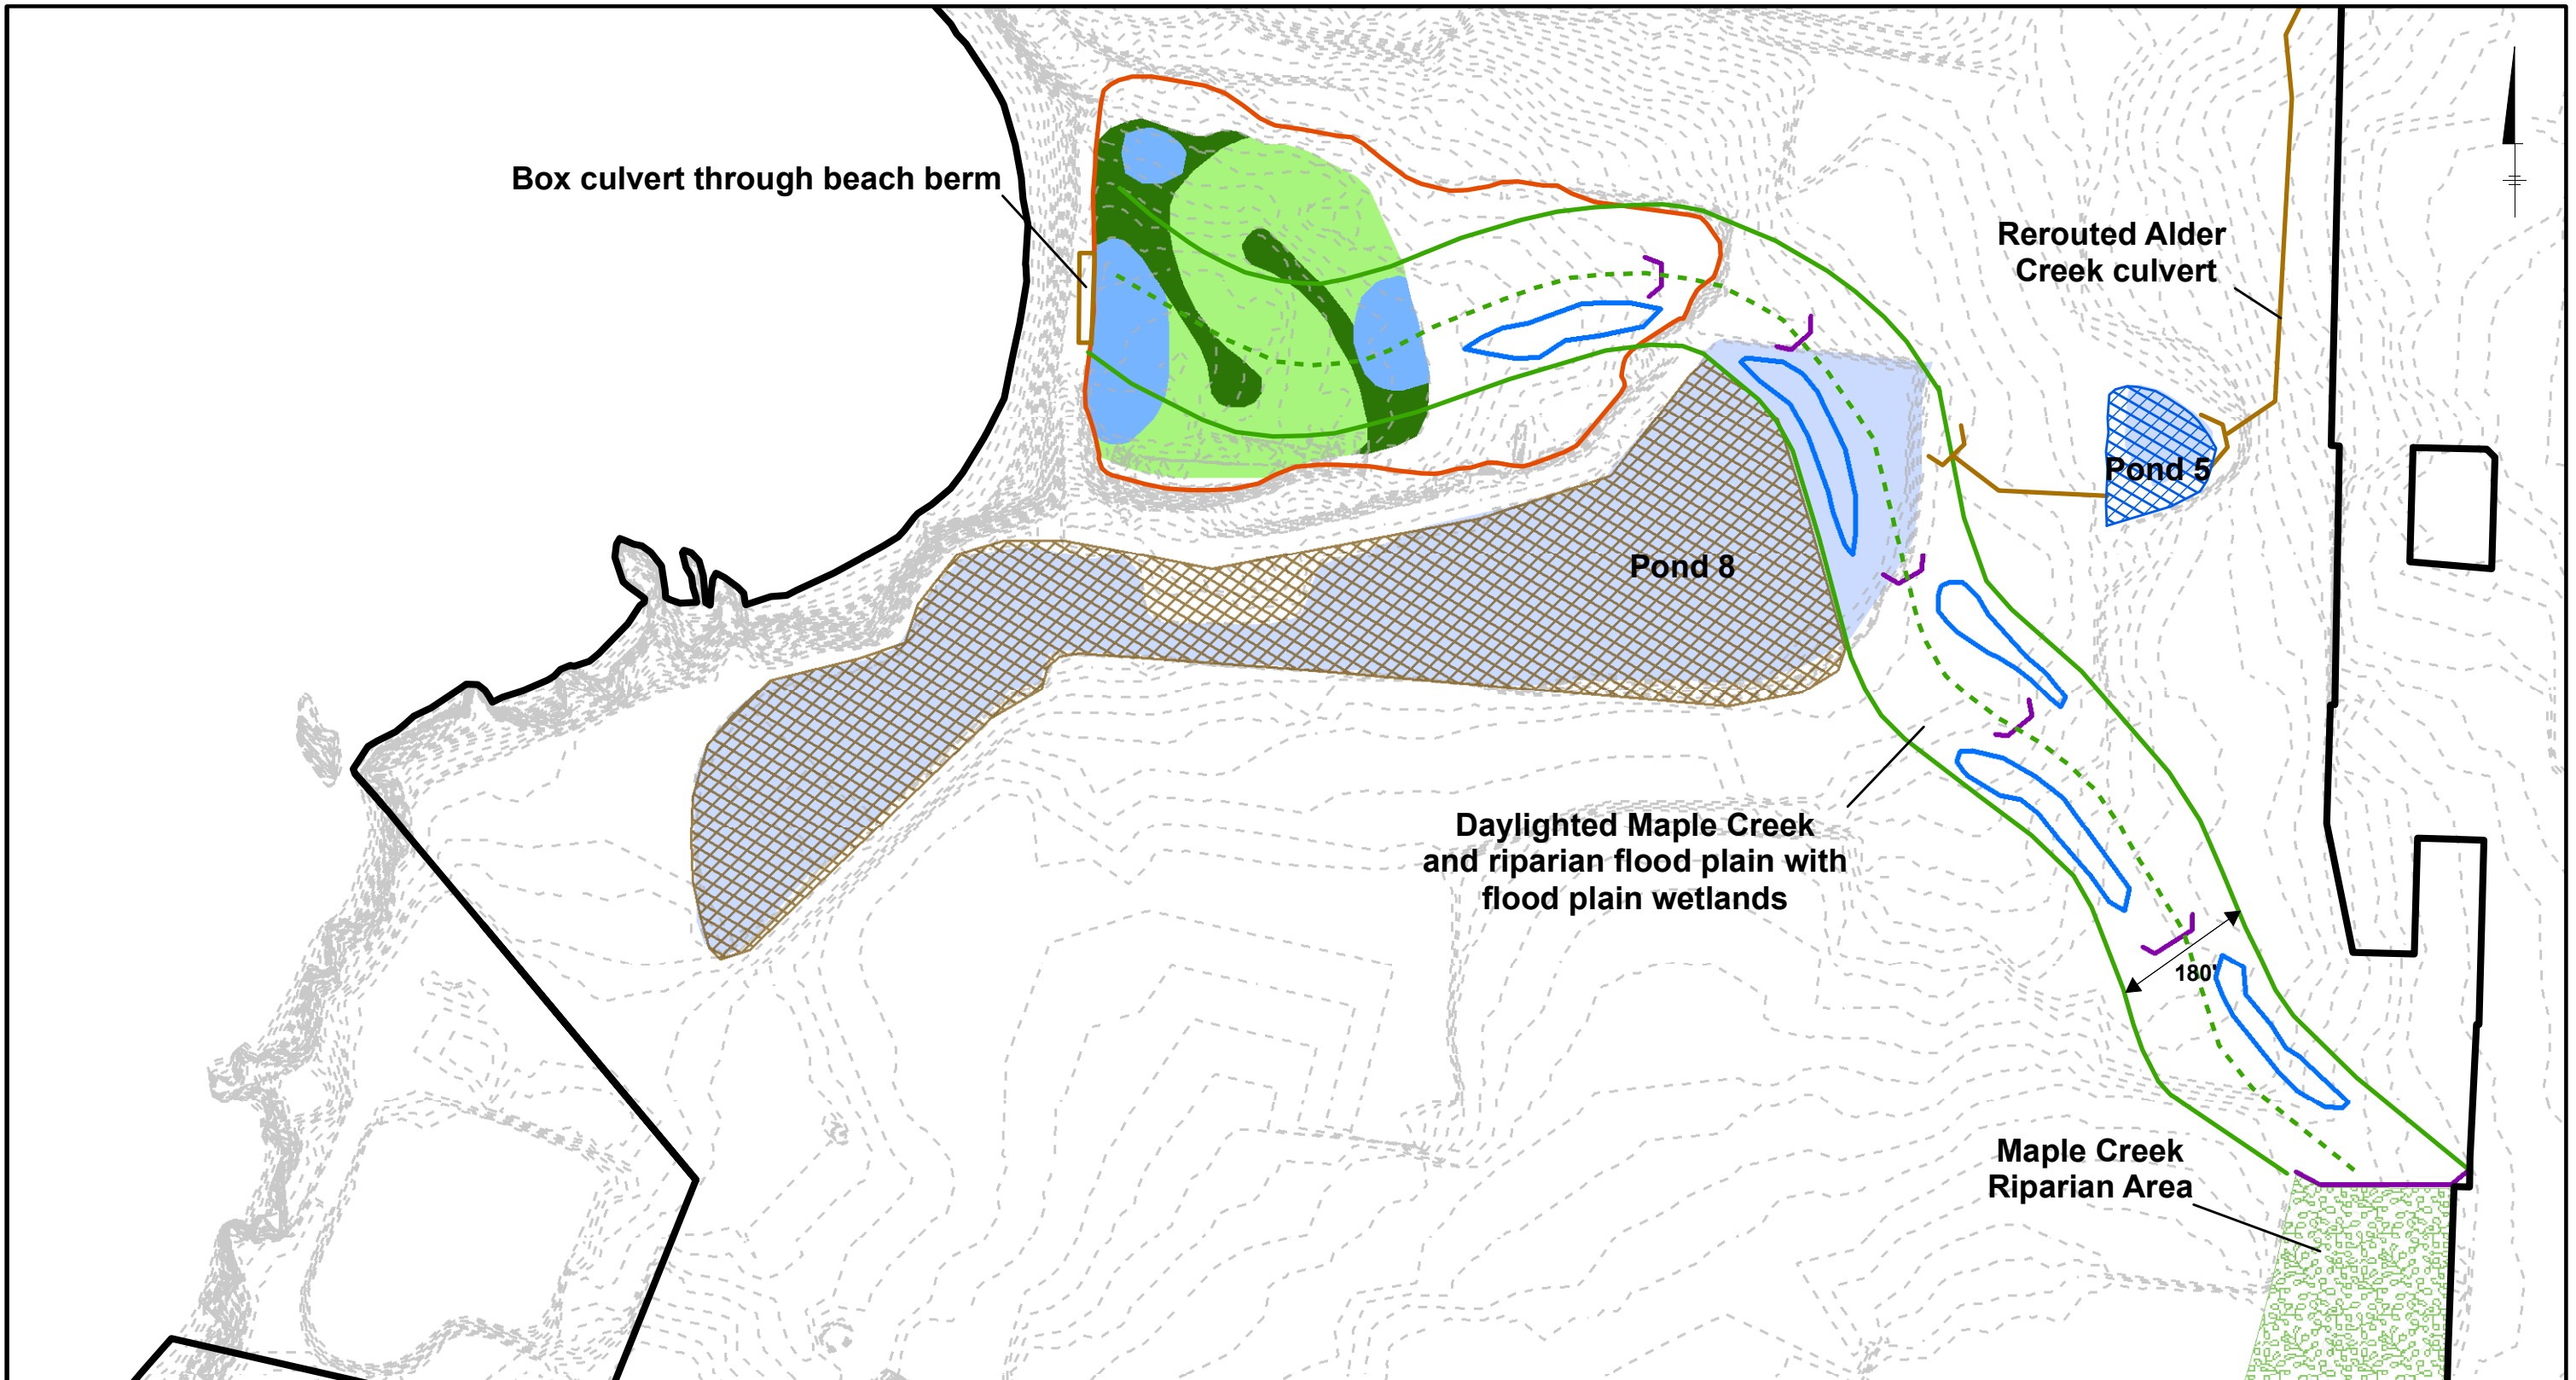 Box culvert through beach berm
Rerouted Alder
Creek culvert
Pond 5
Pond 8
Daylighted Maple Creek
and riparian flood plain with
flood plain wetlands
180'
Maple Creek
Riparian Area